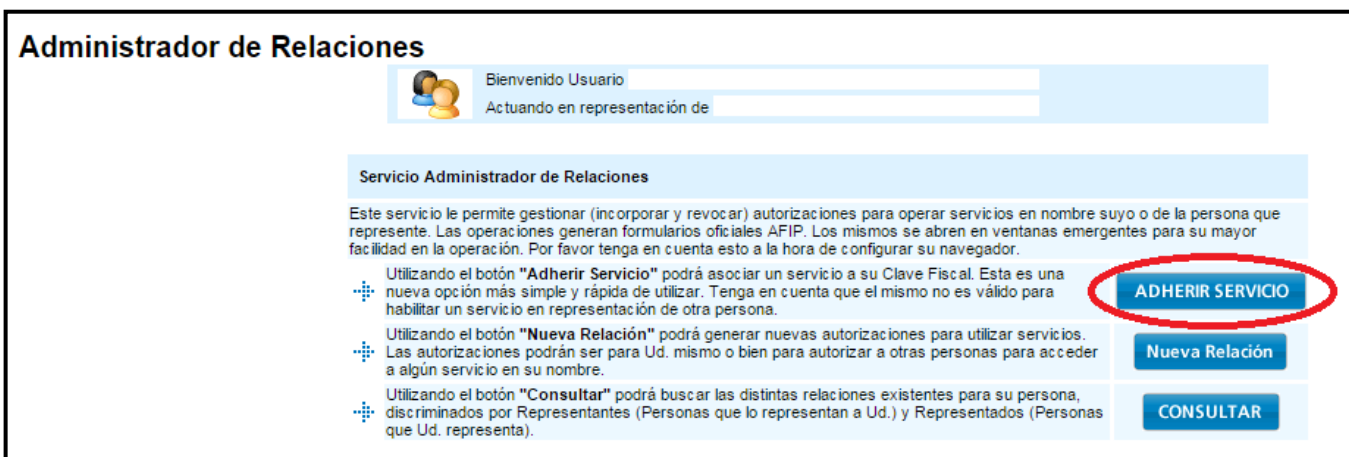 Administrador de Relaciones
Bienvenido Usuario
Actuando en representación de
Servicio Administrador de Relaciones
Este servicio le permite gestionar (incorporar y revocar) autorizaciones para operar servicios en nombre suyo o de la persona que
represente. Las operaciones generan formularios oficiales AFIP. Los mismos se abren en ventanas emergentes para su mayor
facilidad en la operación. Por favor tenga en cuenta esto a la hora de configurar su navegador.
Utilizando el botón "Adherir Servicio" podrá asociar un servicio a su Clave Fiscal. Esta es una
nueva opción más simple y rápida de utilizar. Tenga en cuenta que el mismo no es válido para
habilitar un servicio en representación de otra persona.
ADHERIR SERVICIO
Utilizando el botón "Nueva Relación" podrá generar nuevas autorizaciones para utilizar servicios.
Las autorizaciones podrán ser para Ud. mismo o bien para autorizar a otras personas para acceder
a algún servicio en su nombre.
Nueva Relación
Utilizando el botón "Consultar" podrá buscar las distintas relaciones existentes para su persona,
discriminados por Representantes (Personas que lo representan a Ud.) y Representados (Personas
que Ud. representa).
CONSULTAR